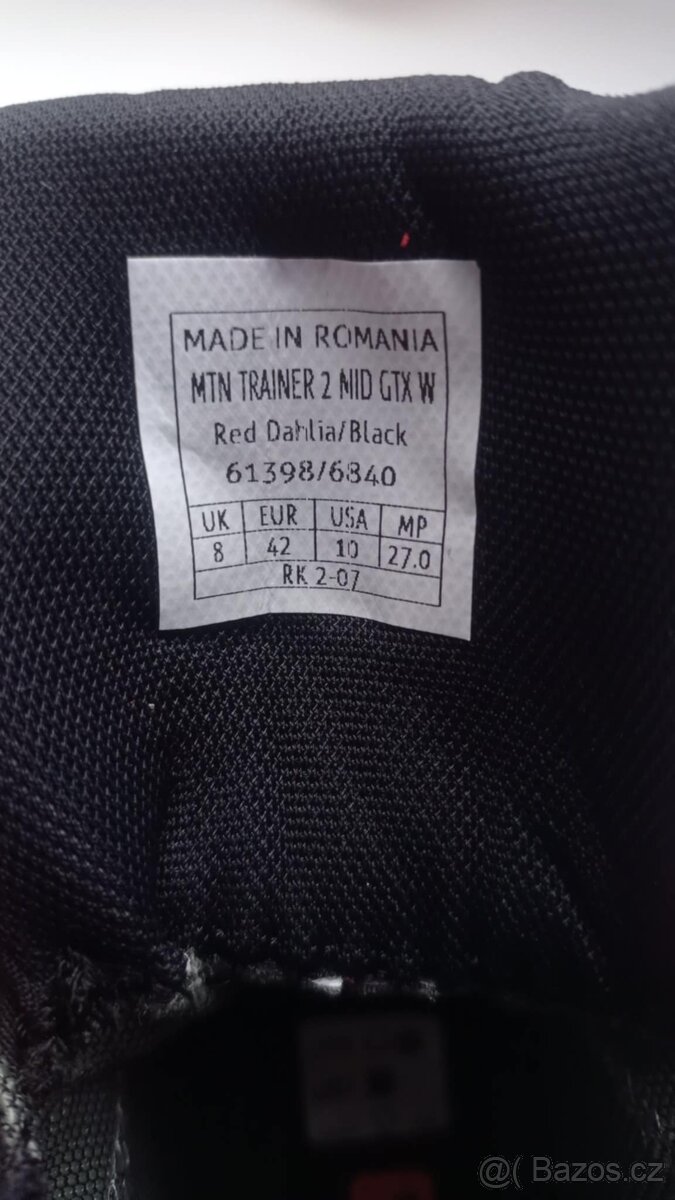 MADE IN ROMANIA
MTN TRAINER 2 MID GTX W
Red Dahlia/Black
61398/6840
UK EUR USA MP
8 42 10 27.0
RK 2-07
@( Bazos.cz